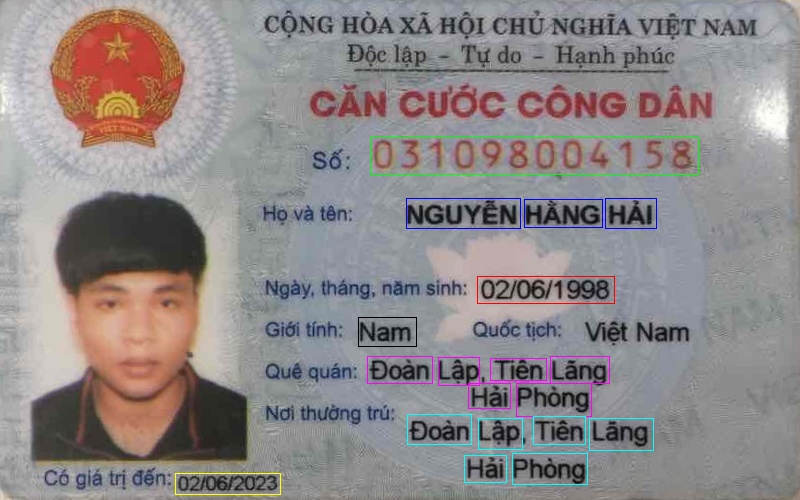 CỘNG HÒA XÃ HỘI CHỦ NGHĨA VIỆT NAM
Độc lập – Tự do – Hạnh phúc
CĂN CƯỚC CÔNG DÂN
Số: 031098004158
Họ và tên: NGUYỄN HẰNG HẢI
Ngày, tháng, năm sinh: 02/06/1998
Giới tính: Nam Quốc tịch: Việt Nam
Quê quán: Đoàn Lập, Tiên Lãng
Hải Phòng
Nơi thường trú: Đoàn Lập, Tiên Lãng
Hải Phòng
Có giá trị đến: 02/06/2023
VIỆT NAM